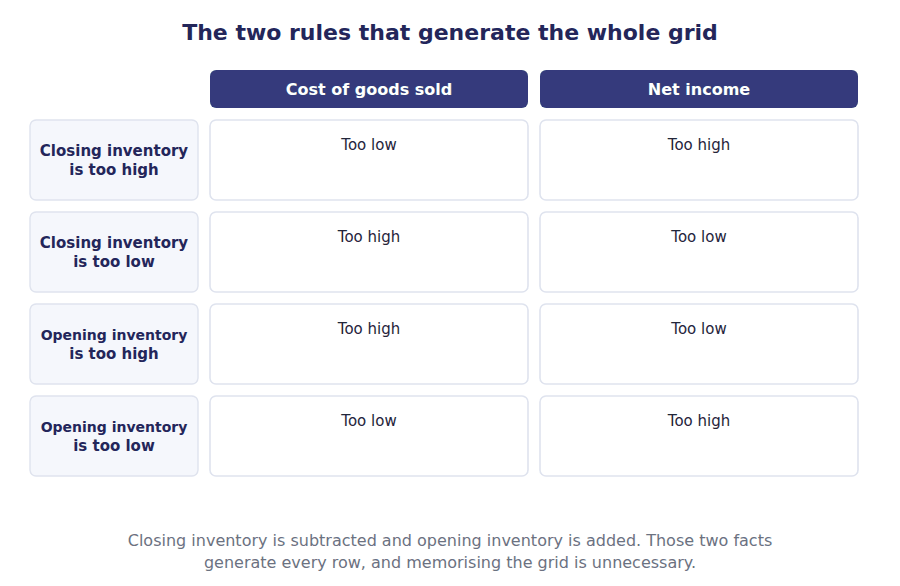 The two rules that generate the whole grid
Cost of goods sold
Net income
Closing inventory
is too high
Too low
Too high
Closing inventory
is too low
Too high
Too low
Opening inventory
is too high
Too high
Too low
Opening inventory
is too low
Too low
Too high
Closing inventory is subtracted and opening inventory is added. Those two facts
generate every row, and memorising the grid is unnecessary.